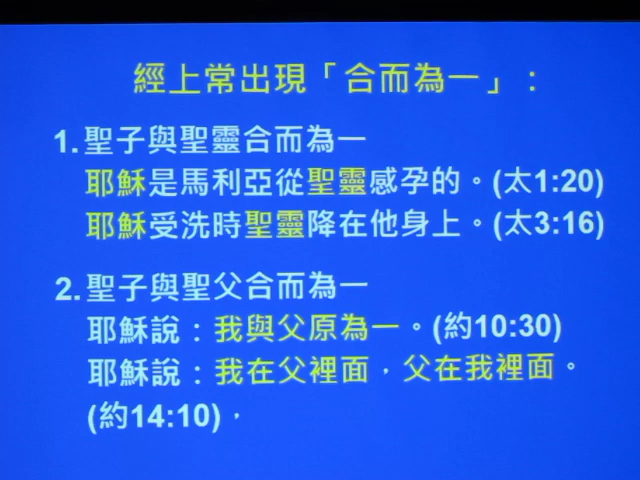 經上常出現「合而為一」：
1. 聖子與聖靈合而為一
耶穌是馬利亞從聖靈感孕的。(太1:20)
耶穌受洗時聖靈降在他身上。(太3:16)
2. 聖子與聖父合而為一
耶穌說：我與父原為一。(約10:30)
耶穌說：我在父裡面，父在我裡面。
(約14:10)，